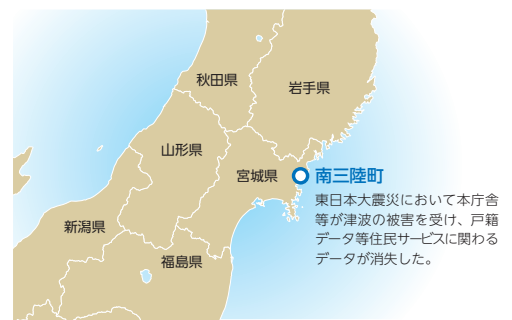 秋田県
岩手県
山形県
宮城県
南三陸町
東日本大震災において本庁舎
等が津波の被害を受け、戸籍
データ等住民サービスに関わる
データが消失した。
新潟県
福島県